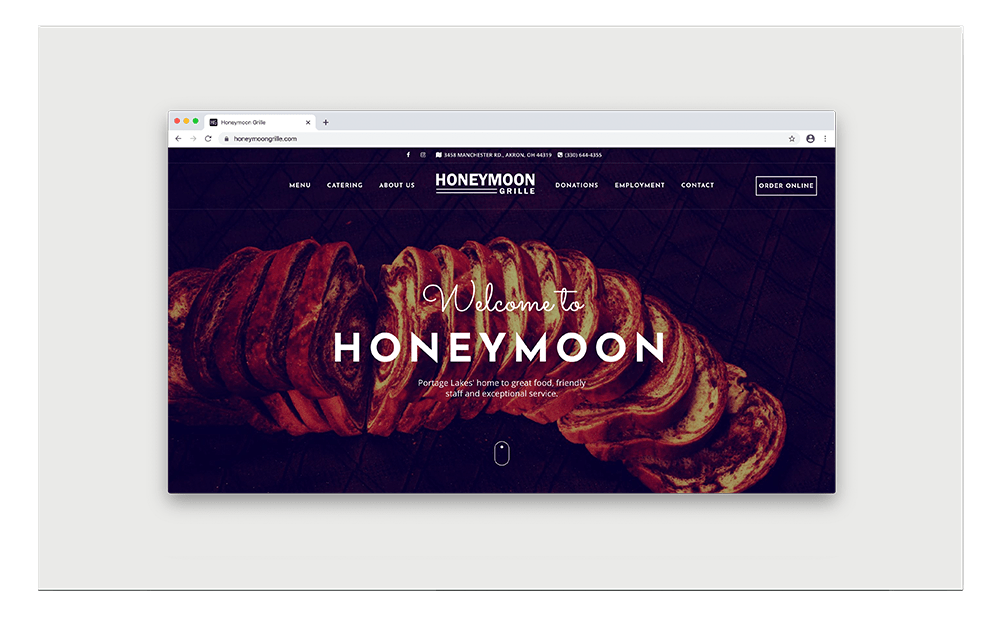 Honeymoon Grille
honeymoongrille.com
3458 MANCHESTER RD., AKRON, OH 44319 (330) 644-4355
MENU CATERING ABOUT US HONEYMOON GRILLE DONATIONS EMPLOYMENT CONTACT ORDER ONLINE
Welcome to
HONEYMOON
Portage Lakes' home to great food, friendly
staff and exceptional service.